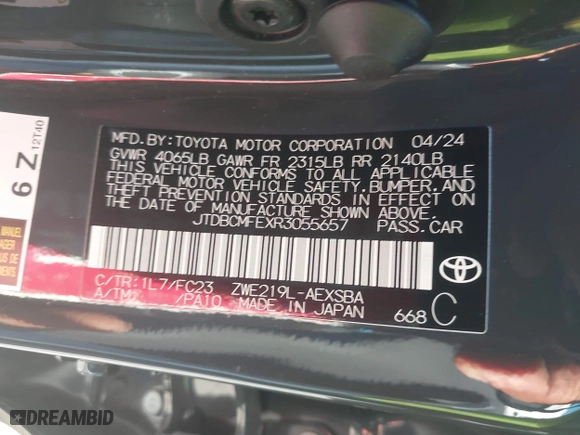 MFD.BY:TOYOTA MOTOR CORPORATION 04/24
GVWR 4065LB GAWR FR 2315LB RR 2140LB
THIS VEHICLE CONFORMS TO ALL APPLICABLE
FEDERAL MOTOR VEHICLE SAFETY,BUMPER,AND
THEFT PREVENTION STANDARDS IN EFFECT ON
THE DATE OF MANUFACTURE SHOWN ABOVE.
JTDBCMFEXR3055657 PASS.CAR
C/TR:1L7/FC23 ZWE219L-AEXSBA
A/TM: /PA10 MADE IN JAPAN
668 C
TOYOTA
6 Z
12T40
DREAMBID